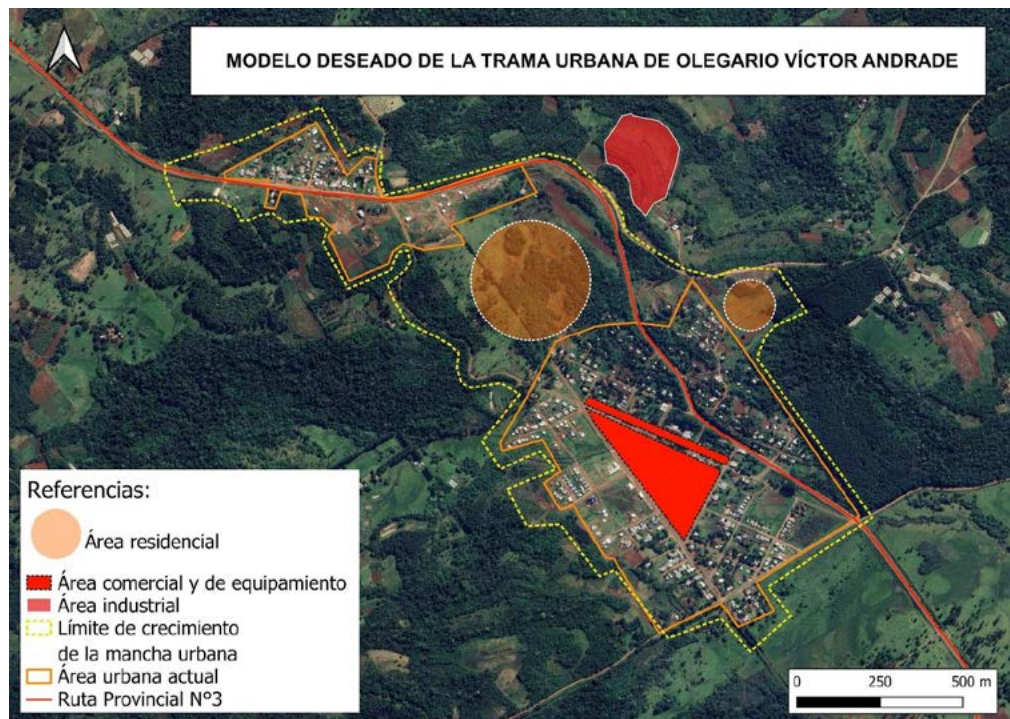 MODELO DESEADO DE LA TRAMA URBANA DE OLEGARIO VÍCTOR ANDRADE
Referencias:
Área residencial
Área comercial y de equipamiento
Área industrial
Límite de crecimiento
de la mancha urbana
Área urbana actual
Ruta Provincial N°3
0 250 500 m